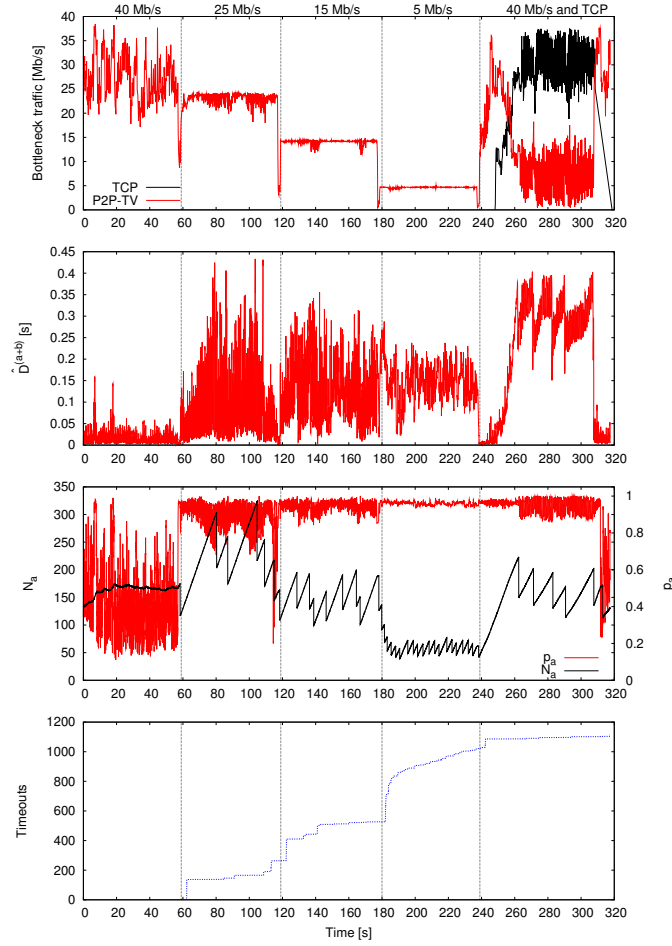 40 Mb/s 25 Mb/s 15 Mb/s 5 Mb/s 40 Mb/s and TCP
Bottleneck traffic [Mb/s]
40
35
30
25
20
15
10
5
0
TCP
P2P-TV
0 20 40 60 80 100 120 140 160 180 200 220 240 260 280 300 320
D̂(a+b) [s]
0.45
0.4
0.35
0.3
0.25
0.2
0.15
0.1
0.05
0
0 20 40 60 80 100 120 140 160 180 200 220 240 260 280 300 320
Na
350
300
250
200
150
100
50
0
pa
1
0.8
0.6
0.4
0.2
0
pa
Na
0 20 40 60 80 100 120 140 160 180 200 220 240 260 280 300 320
Timeouts
1200
1000
800
600
400
200
0
0 20 40 60 80 100 120 140 160 180 200 220 240 260 280 300 320
Time [s]